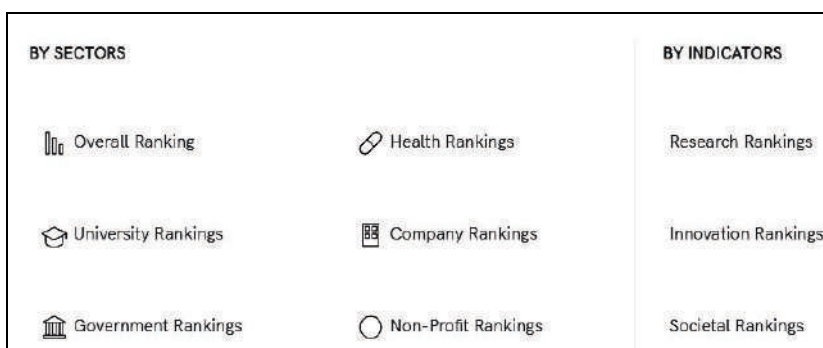 BY SECTORS
BY INDICATORS
Overall Ranking
Health Rankings
Research Rankings
University Rankings
Company Rankings
Innovation Rankings
Government Rankings
Non-Profit Rankings
Societal Rankings